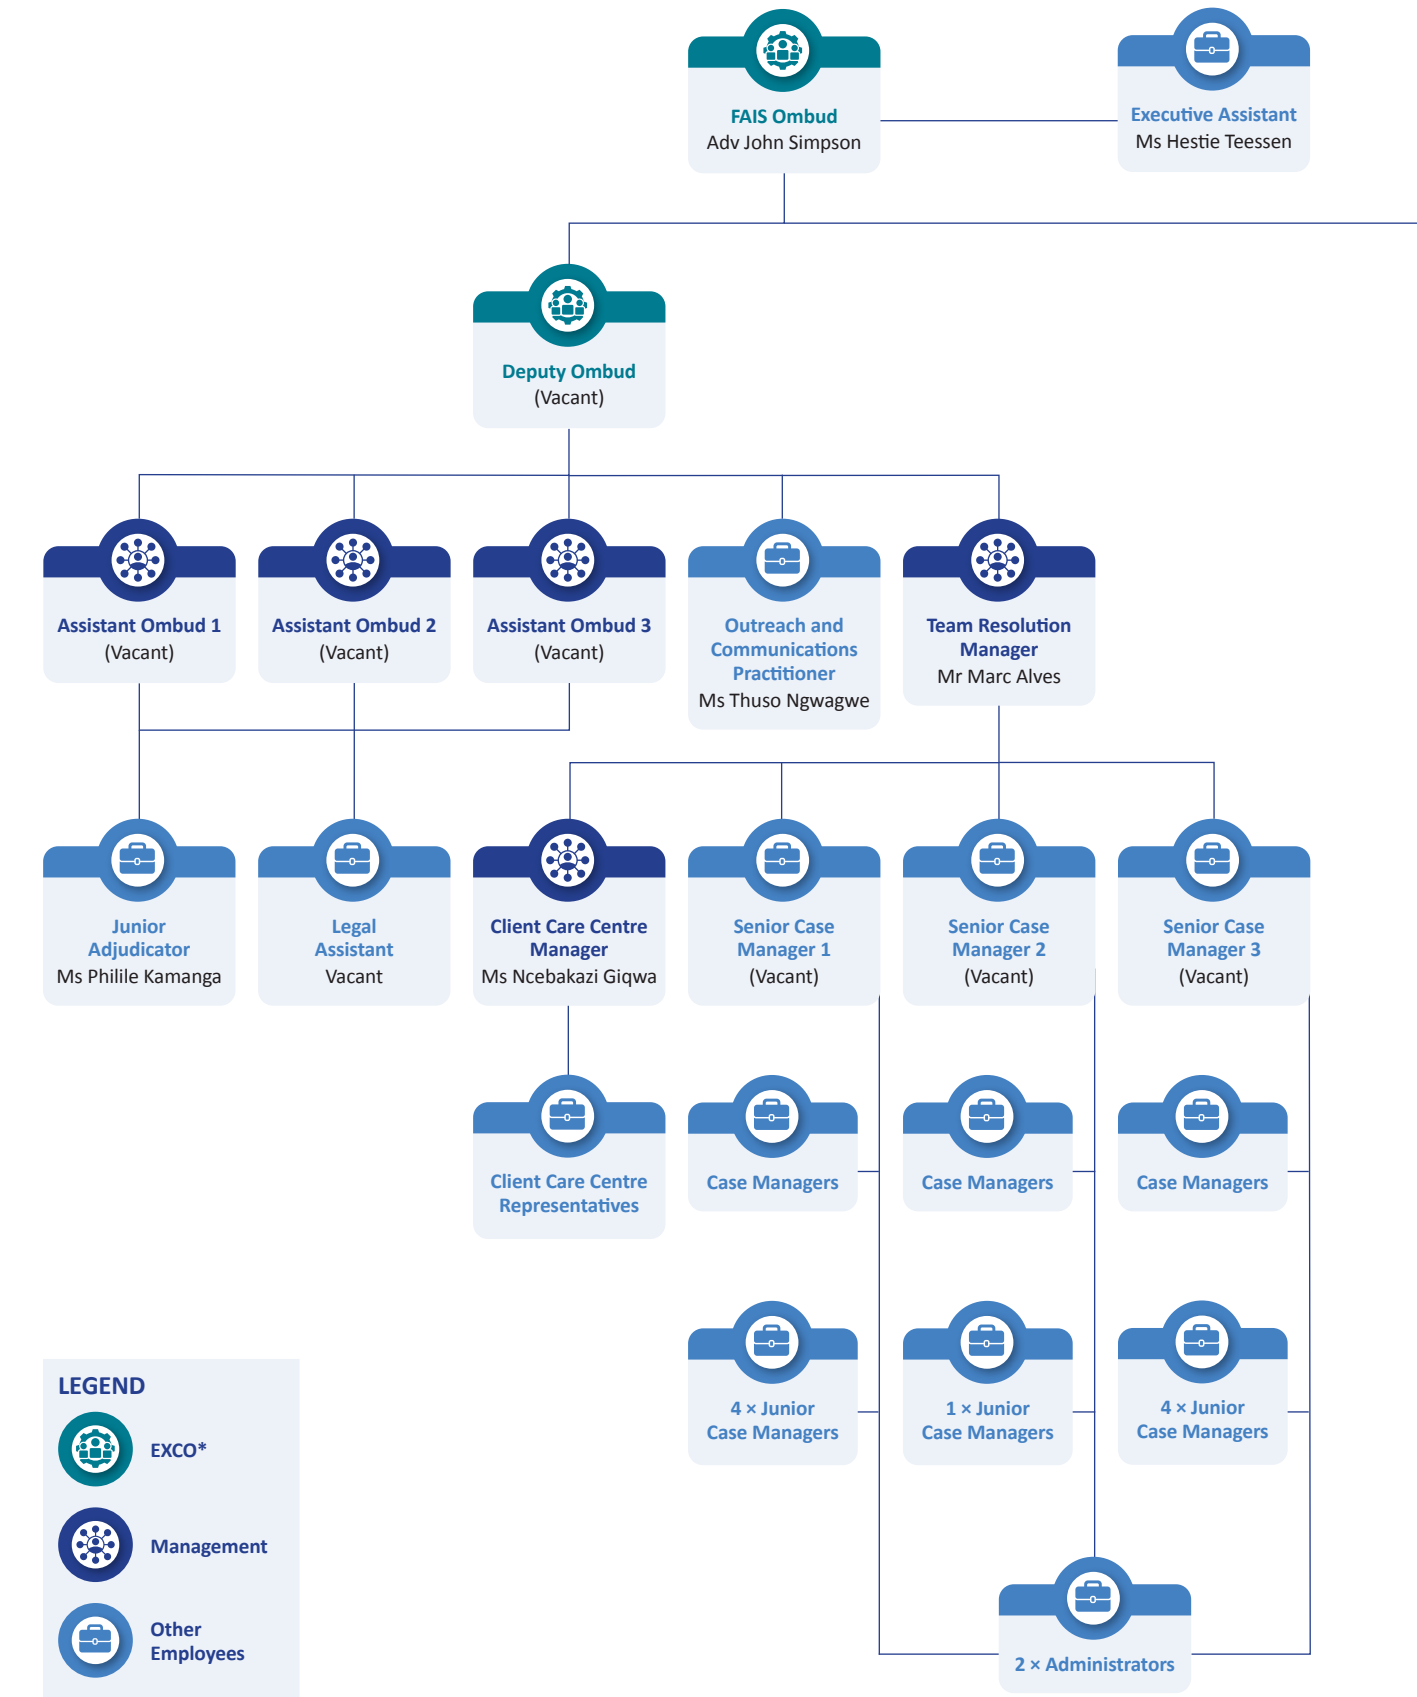 FAIS Ombud
Adv John Simpson
Executive Assistant
Ms Hestie Teessen
Deputy Ombud
(Vacant)
Assistant Ombud 1
(Vacant)
Assistant Ombud 2
(Vacant)
Assistant Ombud 3
(Vacant)
Outreach and
Communications
Practitioner
Ms Thuso Ngwagwe
Team Resolution
Manager
Mr Marc Alves
Junior
Adjudicator
Ms Philile Kamanga
Legal
Assistant
Vacant
Client Care Centre
Manager
Ms Ncebakazi Giqwa
Senior Case
Manager 1
(Vacant)
Senior Case
Manager 2
(Vacant)
Senior Case
Manager 3
(Vacant)
Client Care Centre
Representatives
Case Managers
Case Managers
Case Managers
4 × Junior
Case Managers
1 × Junior
Case Managers
4 × Junior
Case Managers
2 × Administrators
LEGEND
EXCO*
Management
Other
Employees